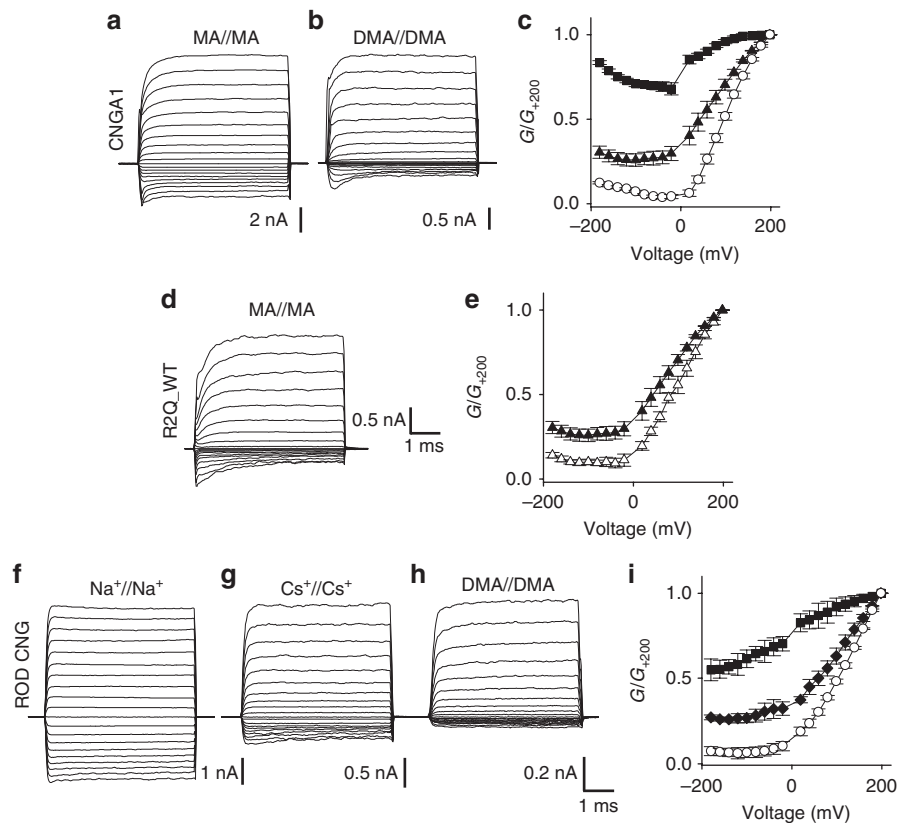 a
MA//MA
CNGA1
2 nA
b
DMA//DMA
0.5 nA
c
1.0
0.5
0.0
G/G+200
−200
0
200
Voltage (mV)
d
MA//MA
R2Q_WT
0.5 nA
1 ms
e
1.0
0.5
0.0
G/G+200
−200
0
200
Voltage (mV)
f
Na+//Na+
ROD CNG
1 nA
g
Cs+//Cs+
0.5 nA
h
DMA//DMA
0.2 nA
1 ms
i
1.0
0.5
0.0
G/G+200
−200
0
200
Voltage (mV)